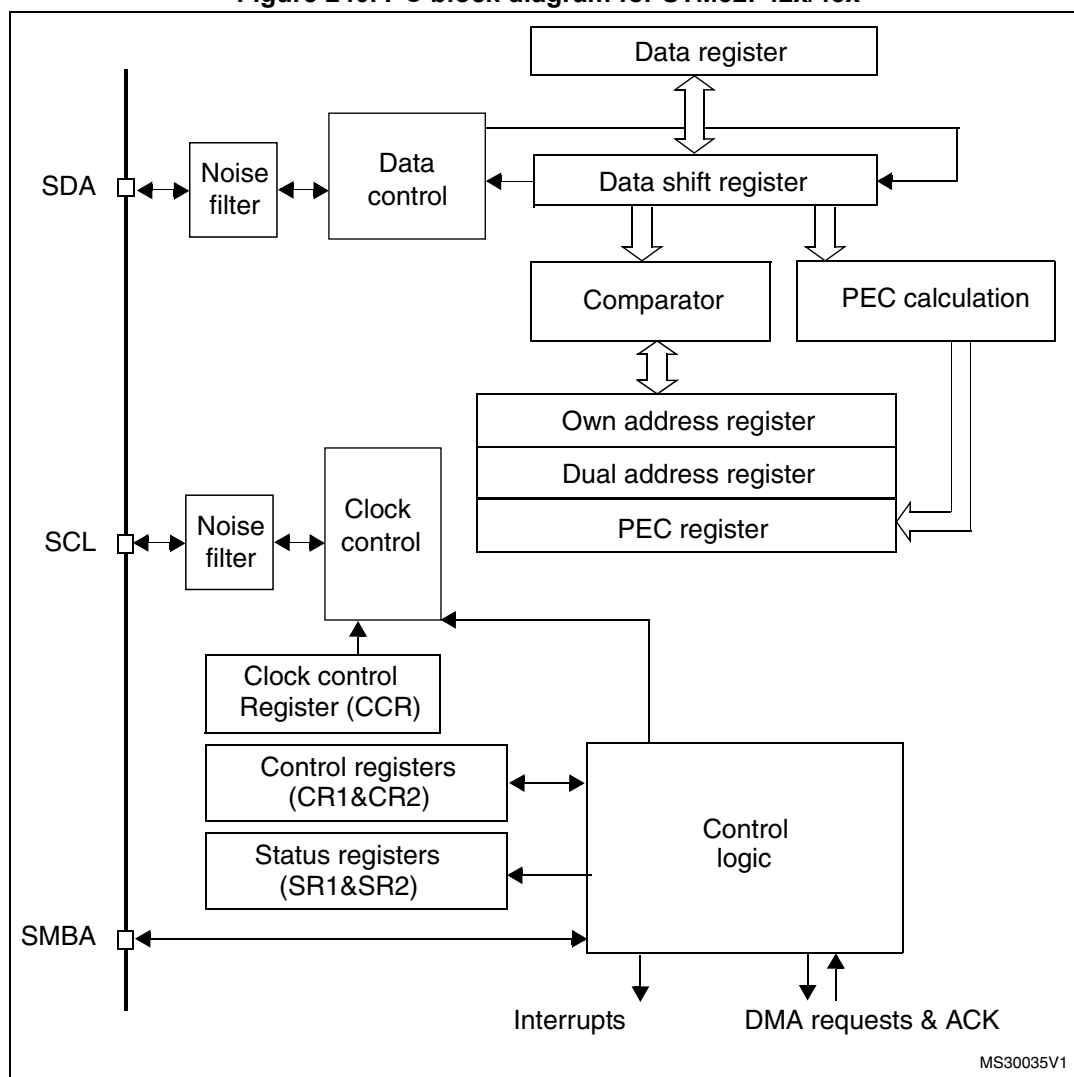 Data register
Data
control
Noise
filter
SDA
Data shift register
Comparator
PEC calculation
Own address register
Dual address register
PEC register
Clock
control
Noise
filter
SCL
Clock control
Register (CCR)
Control registers
(CR1&CR2)
Status registers
(SR1&SR2)
Control
logic
SMBA
Interrupts
DMA requests & ACK
MS30035V1